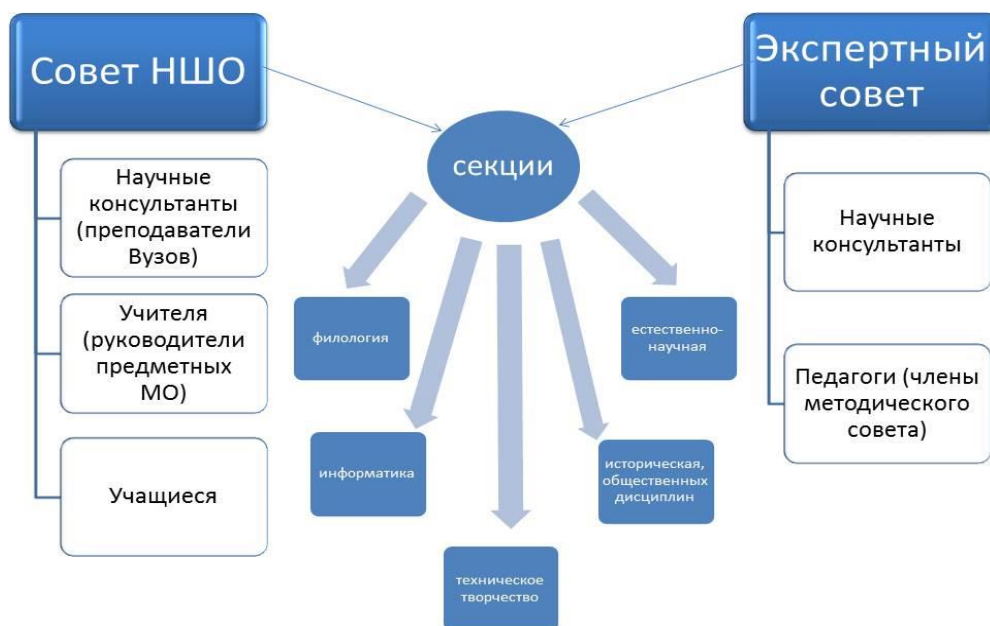 Совет НШО
Научные
консультанты
(преподаватели
Вузов)
Учителя
(руководители
предметных
МО)
Учащиеся
секции
филология
информатика
техническое
творчество
историческая,
общественных
дисциплин
естественно-
научная
Экспертный
совет
Научные
консультанты
Педагоги (члены
методического
совета)